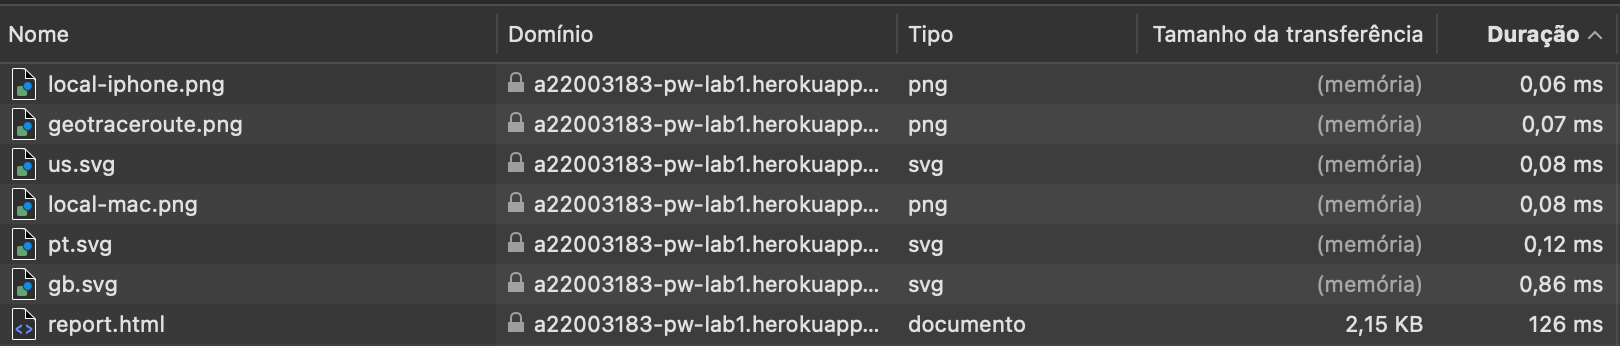 Nome Domínio Tipo Tamanho da transferência Duração
local-iphone.png a22003183-pw-lab1.herokuapp... png (memória) 0,06 ms
geotraceroute.png a22003183-pw-lab1.herokuapp... png (memória) 0,07 ms
us.svg a22003183-pw-lab1.herokuapp... svg (memória) 0,08 ms
local-mac.png a22003183-pw-lab1.herokuapp... png (memória) 0,08 ms
pt.svg a22003183-pw-lab1.herokuapp... svg (memória) 0,12 ms
gb.svg a22003183-pw-lab1.herokuapp... svg (memória) 0,86 ms
report.html a22003183-pw-lab1.herokuapp... documento 2,15 KB 126 ms